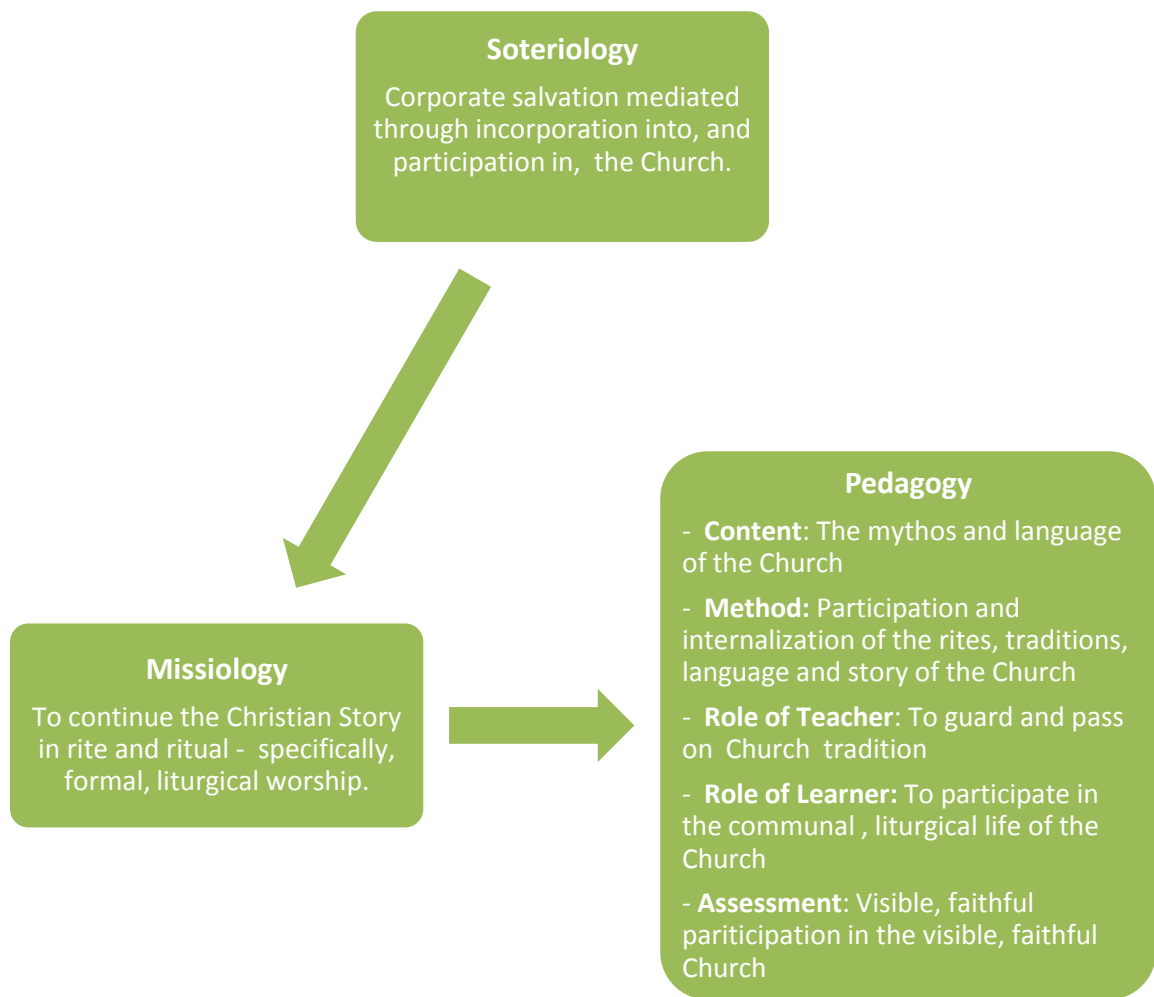 Soteriology
Corporate salvation mediated
through incorporation into, and
participation in,  the Church.
Missiology
To continue the Christian Story
in rite and ritual -  specifically,
formal, liturgical worship.
Pedagogy
-  Content: The mythos and language
of the Church
-  Method: Participation and
internalization of the rites, traditions,
language and story of the Church
-  Role of Teacher: To guard and pass
on  Church  tradition
-  Role of Learner: To participate in
the communal , liturgical life of the
Church
- Assessment: Visible, faithful
pariticipation in the visible, faithful
Church